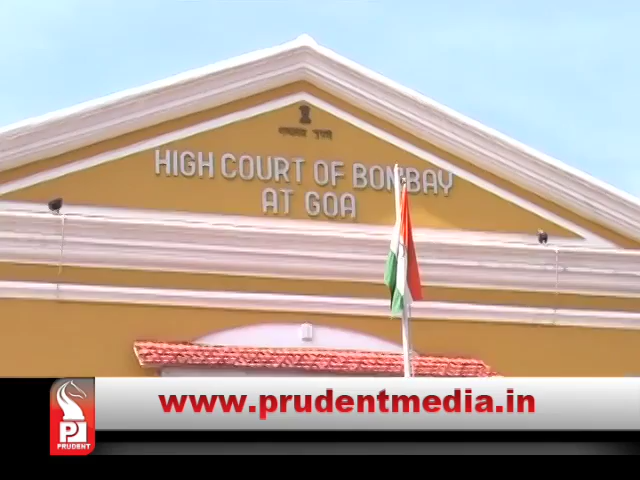 HIGH COURT OF BOMBAY
AT GOA
www.prudentmedia.in
P
PRUDENT